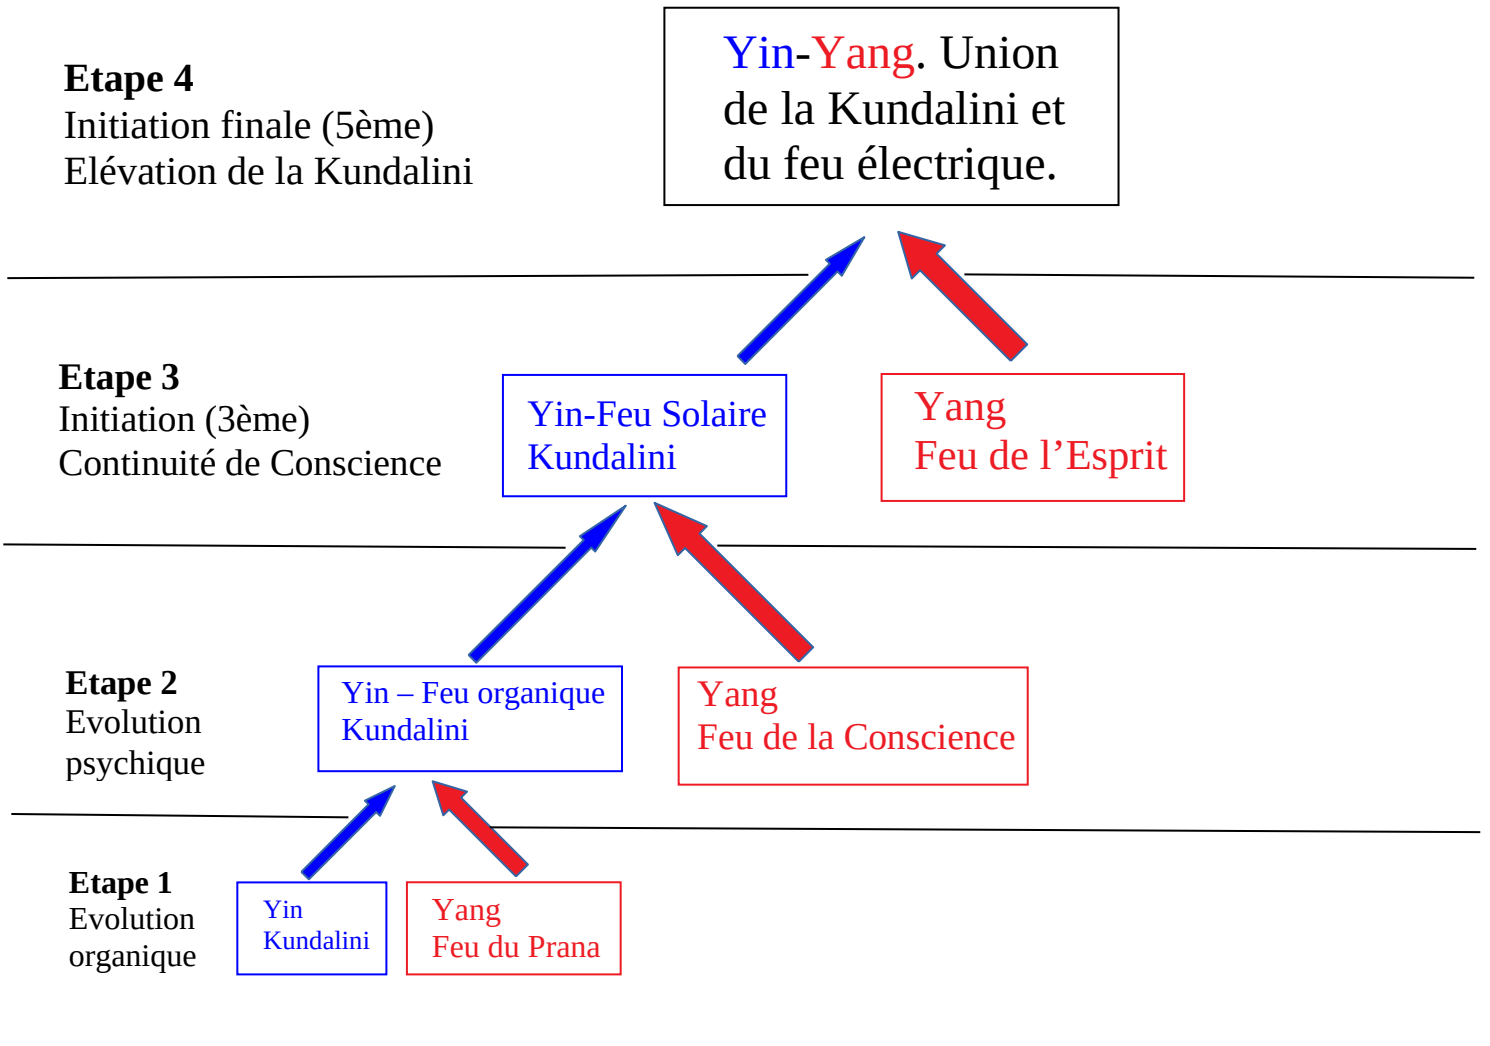 Etape 4
Initiation finale (5ème)
Elévation de la Kundalini
Yin-Yang. Union
de la Kundalini et
du feu électrique.
Etape 3
Initiation (3ème)
Continuité de Conscience
Yin-Feu Solaire
Kundalini
Yang
Feu de l’Esprit
Etape 2
Evolution
psychique
Yin – Feu organique
Kundalini
Yang
Feu de la Conscience
Etape 1
Evolution
organique
Yin
Kundalini
Yang
Feu du Prana